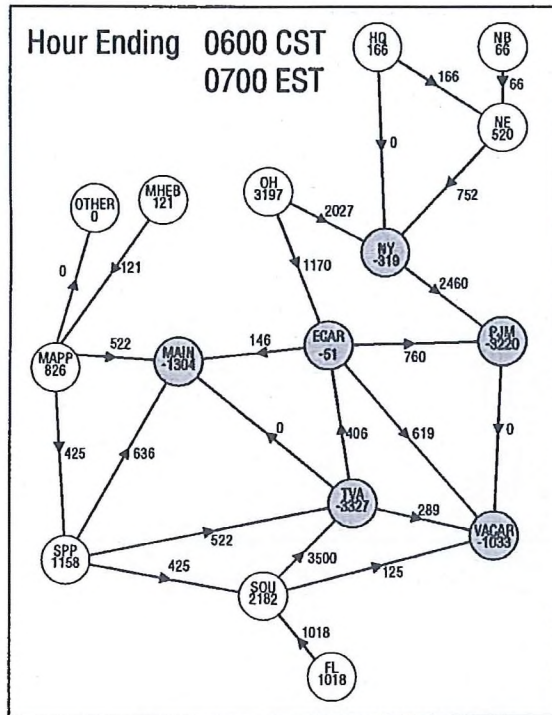 Hour Ending 0600 CST
0700 EST
HQ
166
NB
66
166
66
NE
520
0
752
OH
3197
2027
NY
-319
1170
2460
OTHER
0
MHEB
121
0
121
MAPP
826
522
MAIN
-1304
146
ECAR
-51
760
PJM
-3220
425
636
0
406
619
0
TVA
-3327
289
VACAR
-1033
SPP
1158
522
425
3500
125
SOU
2182
1018
FL
1018